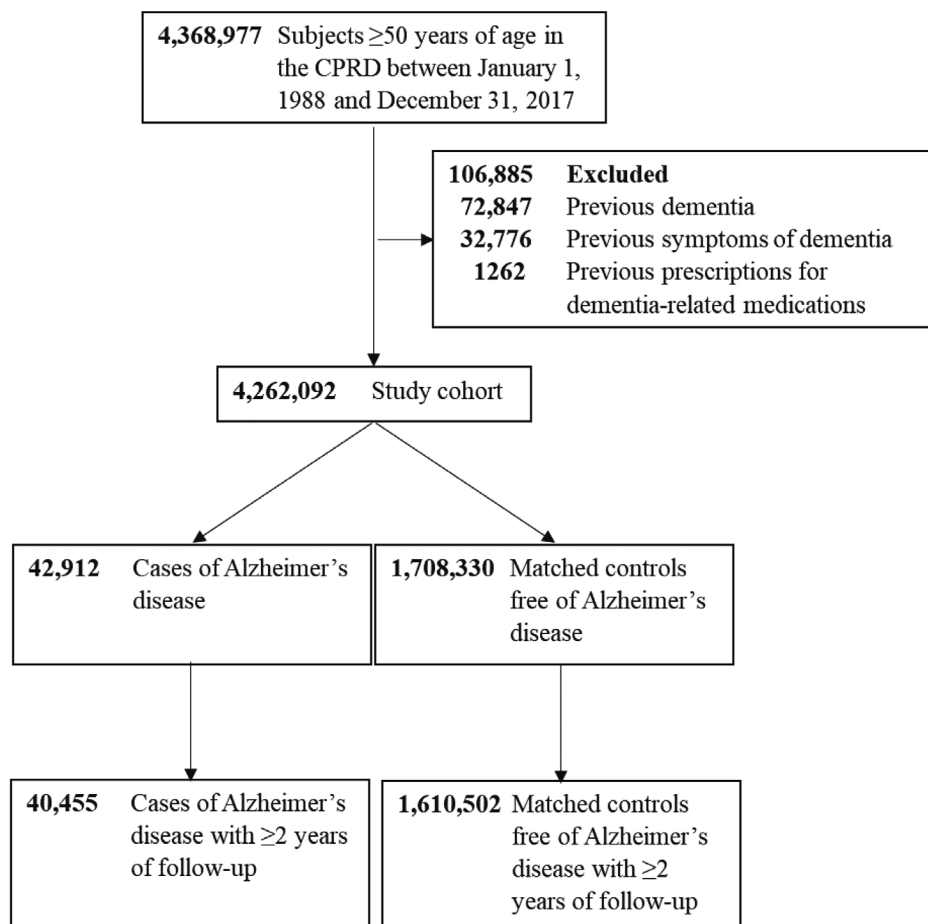 4,368,977 Subjects ≥50 years of age in
the CPRD between January 1,
1988 and December 31, 2017
106,885 Excluded
72,847 Previous dementia
32,776 Previous symptoms of dementia
1262 Previous prescriptions for
dementia-related medications
4,262,092 Study cohort
42,912 Cases of Alzheimer's
disease
1,708,330 Matched controls
free of Alzheimer's
disease
40,455 Cases of Alzheimer's
disease with ≥2 years
of follow-up
1,610,502 Matched controls
free of Alzheimer's
disease with ≥2
years of follow-up